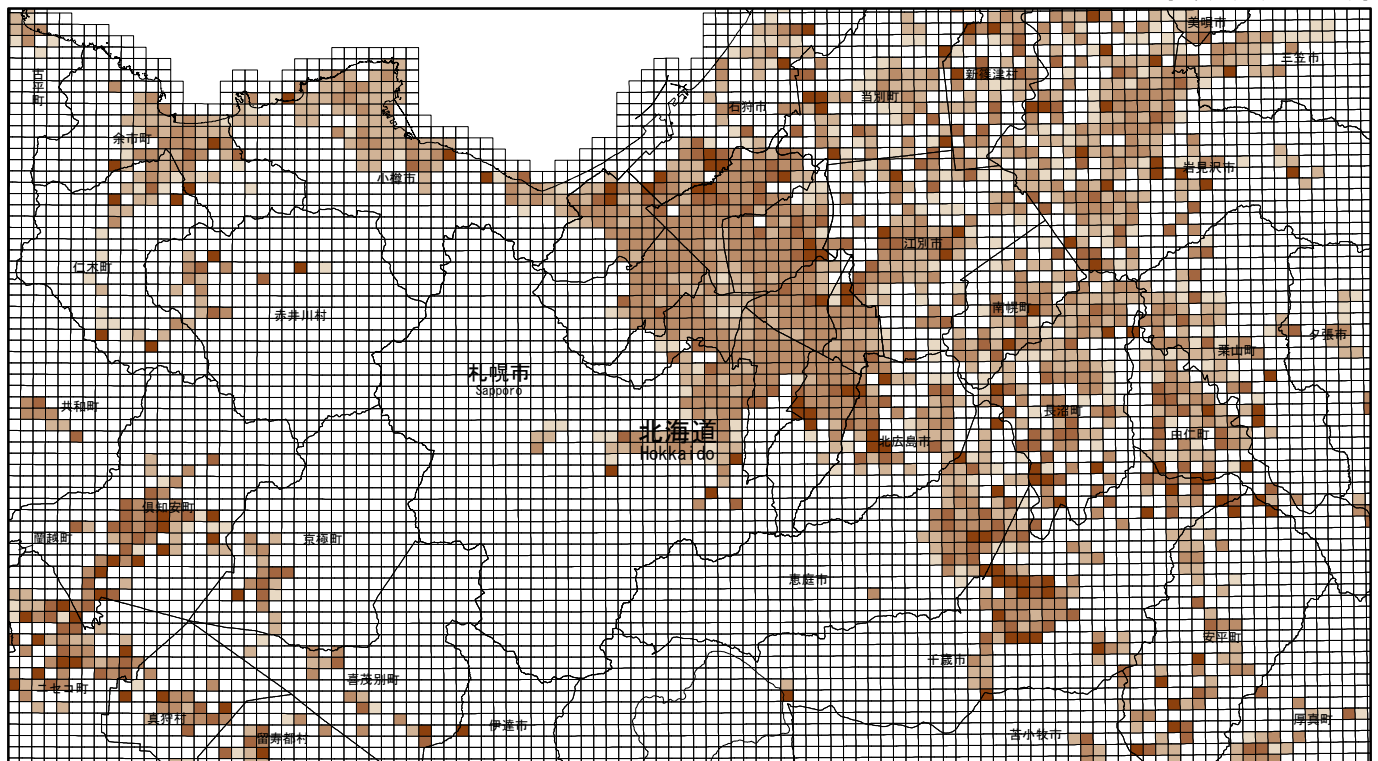 美唄市
三笠市
古平町
新篠津村
当別町
石狩市
余市町
岩見沢市
小樽市
江別市
仁木町
南幌町
赤井川村
夕張市
栗山町
札幌市
Sapporo
共和町
長沼町
北海道
Hokkaido
由仁町
北広島市
倶知安町
蘭越町
京極町
恵庭市
安平町
千歳市
喜茂別町
ニセコ町
真狩村
厚真町
伊達市
苫小牧市
留寿都村